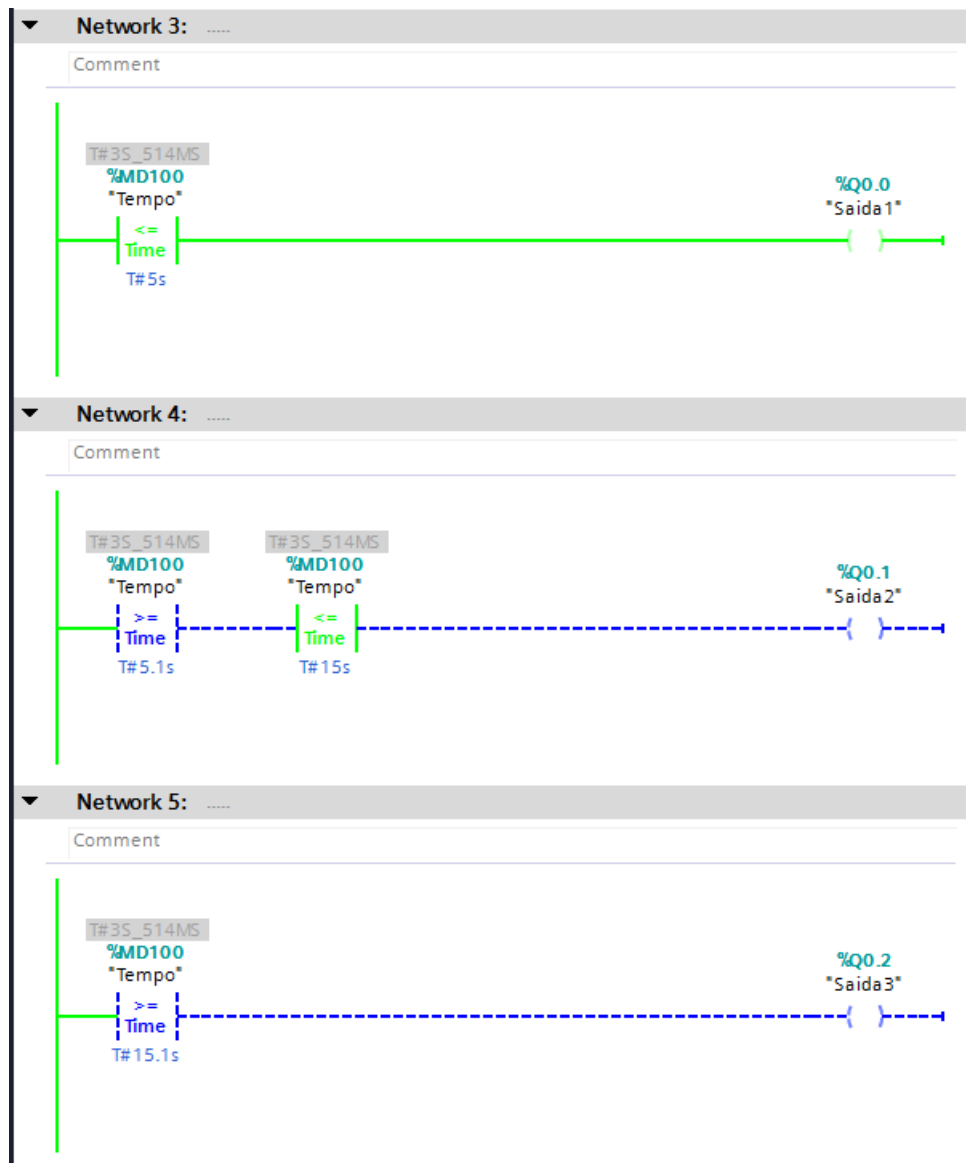 Network 3: .....
Comment
T#3S_514MS
%MD100
"Tempo"
<=
Time
T#5s
%Q0.0
"Saida1"
( )
Network 4: .....
Comment
T#3S_514MS
%MD100
"Tempo"
>=
Time
T#5.1s
T#3S_514MS
%MD100
"Tempo"
<=
Time
T#15s
%Q0.1
"Saida2"
( )
Network 5: .....
Comment
T#3S_514MS
%MD100
"Tempo"
>=
Time
T#15.1s
%Q0.2
"Saida3"
( )